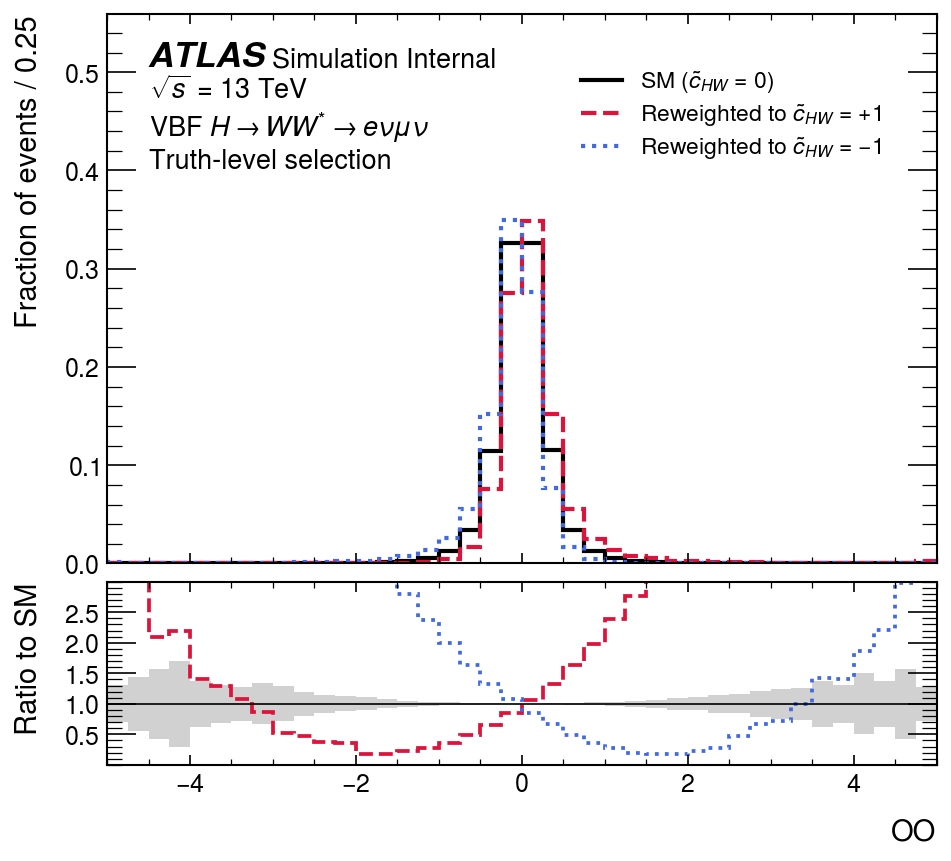 Fraction of events / 0.25
0.5
0.4
0.3
0.2
0.1
0.0
ATLAS Simulation Internal
√s = 13 TeV
VBF H → WW* → eνμν
Truth-level selection
SM (c̃HW = 0)
Reweighted to c̃HW = +1
Reweighted to c̃HW = −1
Ratio to SM
2.5
2.0
1.5
1.0
0.5
−4 −2 0 2 4
OO